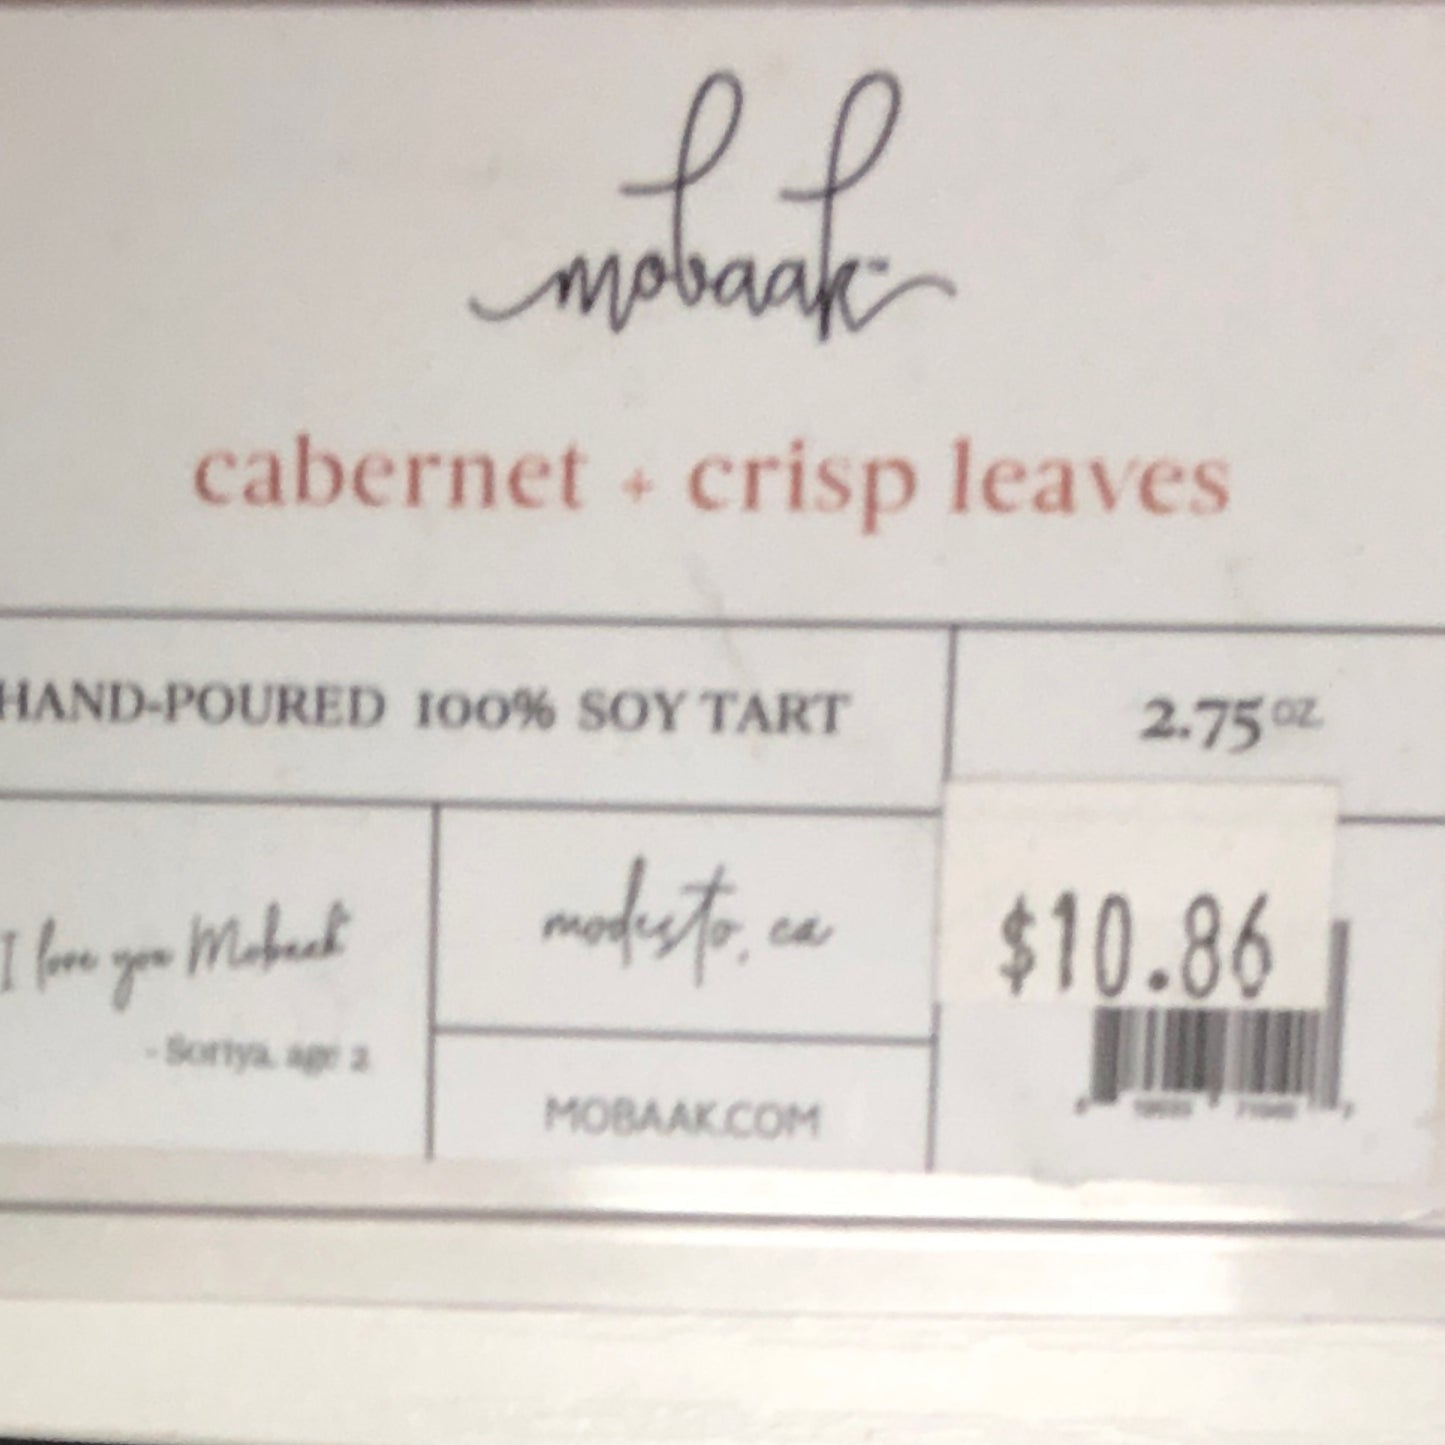 mobaak
cabernet + crisp leaves
HAND-POURED 100% SOY TART
2.75 oz
I love you Mobaak
- Soriya, age 2
modesto, ca
MOBAAK.COM
$10.86